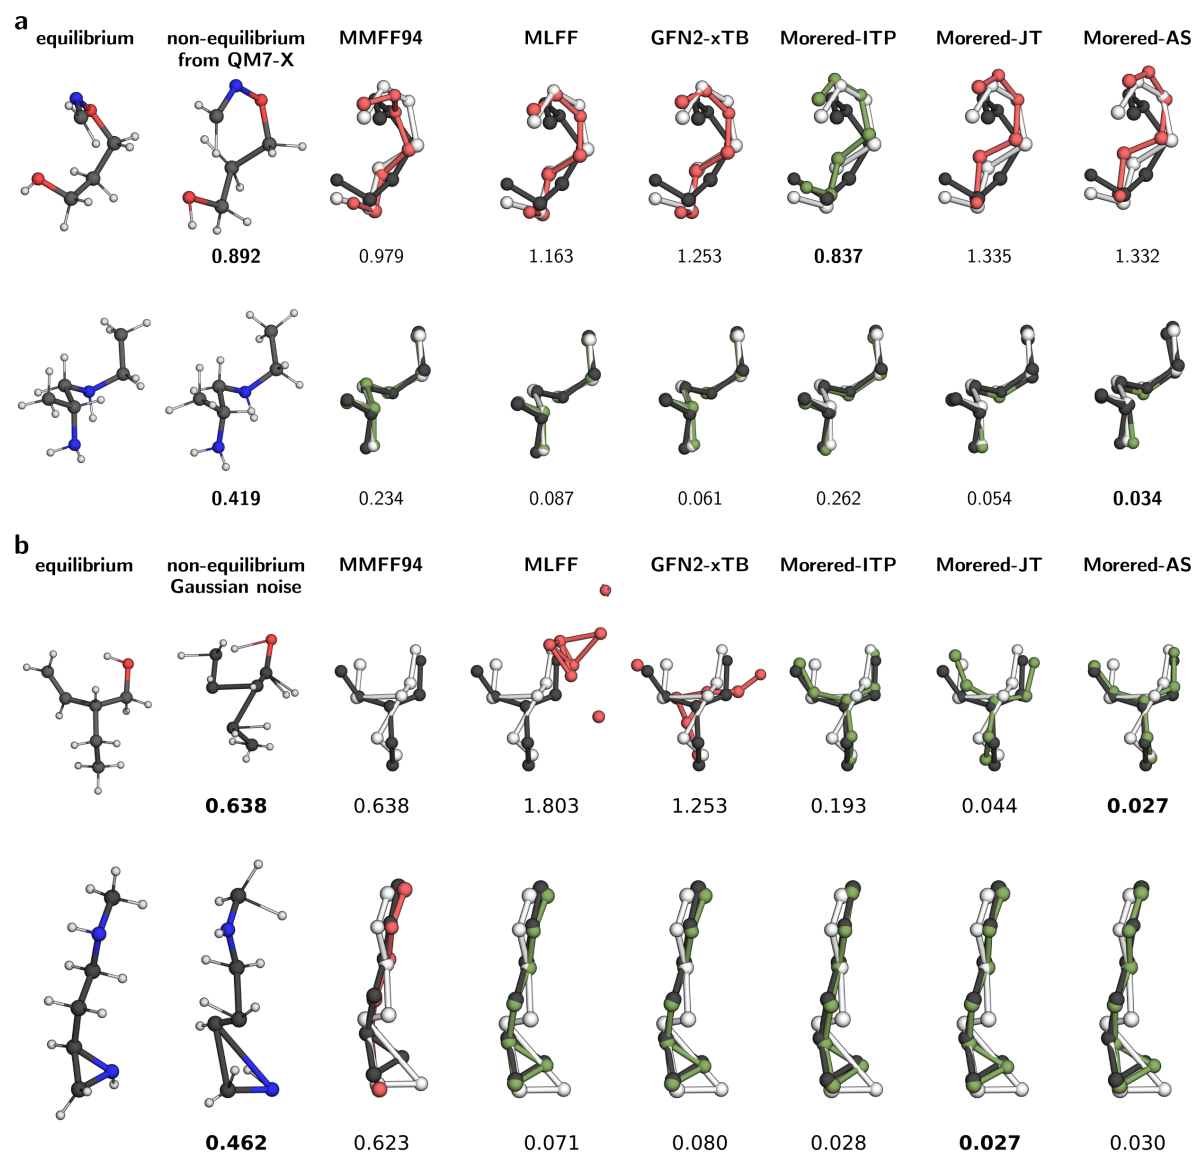 a
equilibrium non-equilibrium MMFF94 MLFF GFN2-xTB Morered-ITP Morered-JT Morered-AS
from QM7-X
0.892 0.979 1.163 1.253 0.837 1.335 1.332
0.419 0.234 0.087 0.061 0.262 0.054 0.034
b
equilibrium non-equilibrium MMFF94 MLFF GFN2-xTB Morered-ITP Morered-JT Morered-AS
Gaussian noise
0.638 0.638 1.803 1.253 0.193 0.044 0.027
0.462 0.623 0.071 0.080 0.028 0.027 0.030